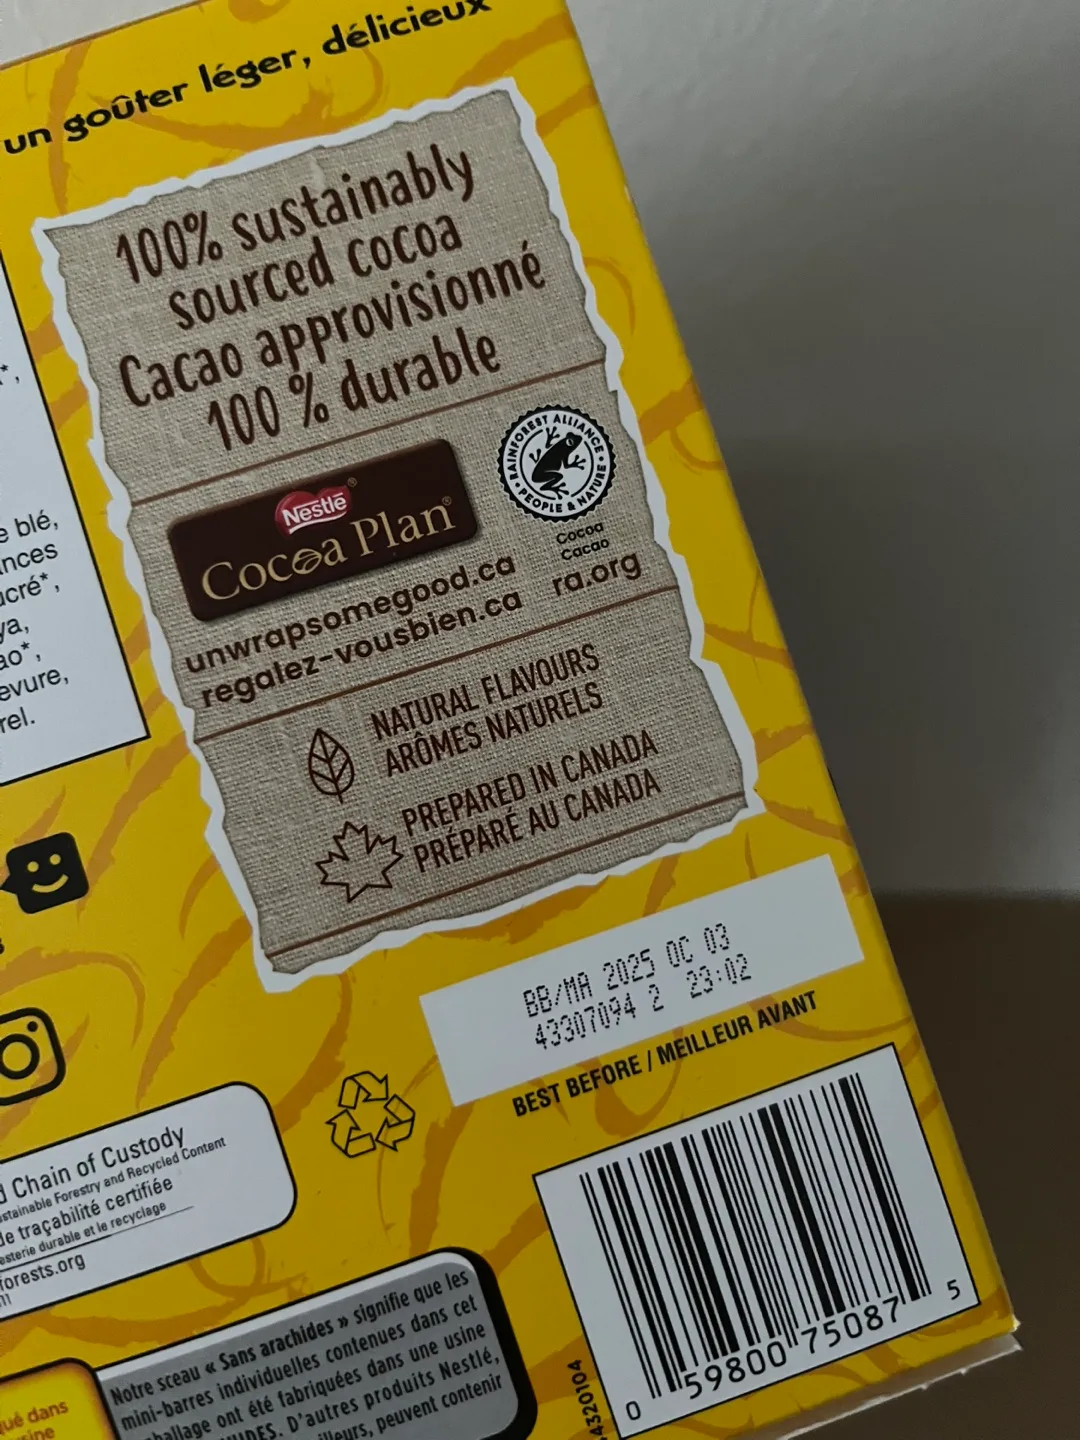 un goûter léger, délicieux
100% sustainably
sourced cocoa
Cacao approvisionné
100 % durable
RAINFOREST ALLIANCE
PEOPLE & NATURE
Cocoa
Cacao
ra.org
Nestlé®
Cocoa Plan®
unwrapsomegood.ca
regalez-vousbien.ca
NATURAL FLAVOURS
ARÔMES NATURELS
PREPARED IN CANADA
PRÉPARÉ AU CANADA
blé,
BB/MA 2025 OC 03
43307094 2 23:02
BEST BEFORE / MEILLEUR AVANT
Chain of Custody
Forestry and Recycled Content
de traçabilité certifiée
durable et le recyclage
forests.org
Notre sceau « Sans arachides » signifie que les
mini-barres individuelles contenues dans cet
ont été fabriquées dans une usine
D'autres produits Nestlé,
peuvent contenir
dans
43320104
0 59800 75087 5